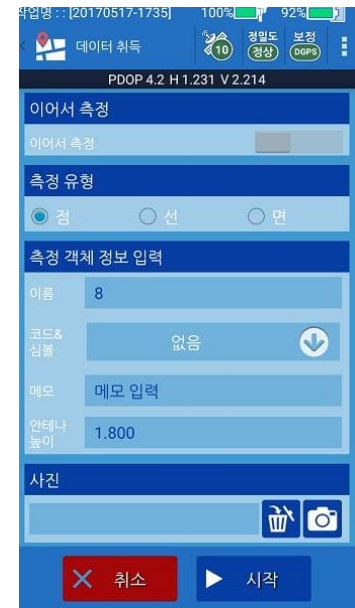 작업명 : : [20170517-1735] 100% 92%
데이터 취득 10 정밀도 정상 보정 DGPS
PDOP 4.2 H 1.231 V 2.214
이어서 측정
이어서 측정
측정 유형
점 선 면
측정 객체 정보 입력
이름 8
코드&
심볼 없음
메모 메모 입력
안테나
높이 1.800
사진
취소 시작